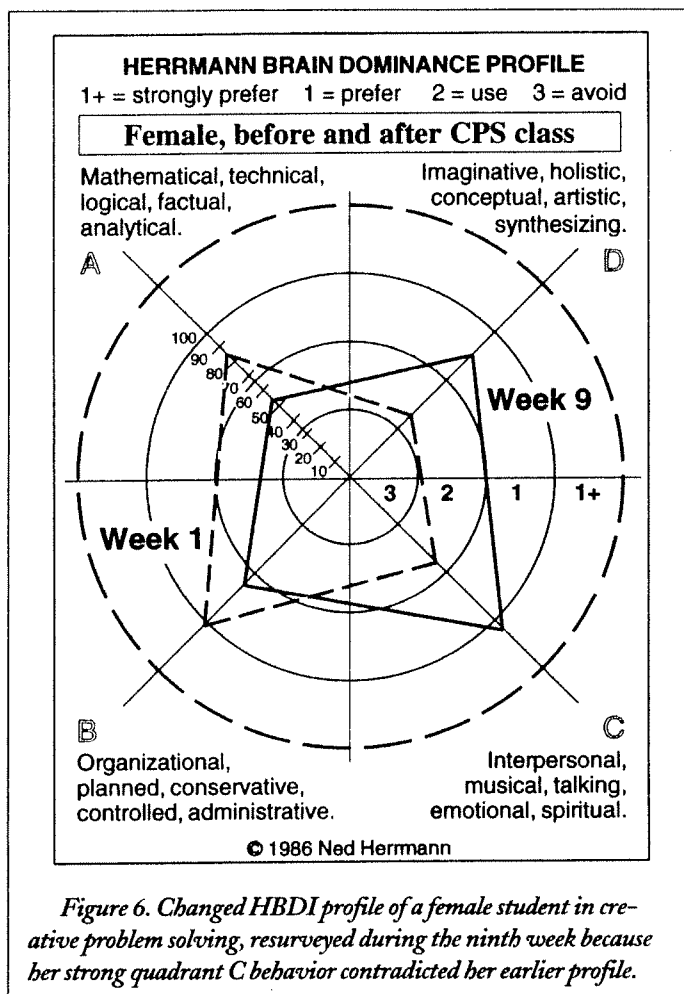 HERRMANN BRAIN DOMINANCE PROFILE
1+ = strongly prefer 1 = prefer 2 = use 3 = avoid
Female, before and after CPS class
Mathematical, technical,
logical, factual,
analytical.
Imaginative, holistic,
conceptual, artistic,
synthesizing.
A
D
100
90
80
70
60
50
40
30
20
10
Week 9
3 2 1 1+
Week 1
B
C
Organizational,
planned, conservative,
controlled, administrative.
Interpersonal,
musical, talking,
emotional, spiritual.
© 1986 Ned Herrmann
Figure 6. Changed HBDI profile of a female student in cre-
ative problem solving, resurveyed during the ninth week because
her strong quadrant C behavior contradicted her earlier profile.